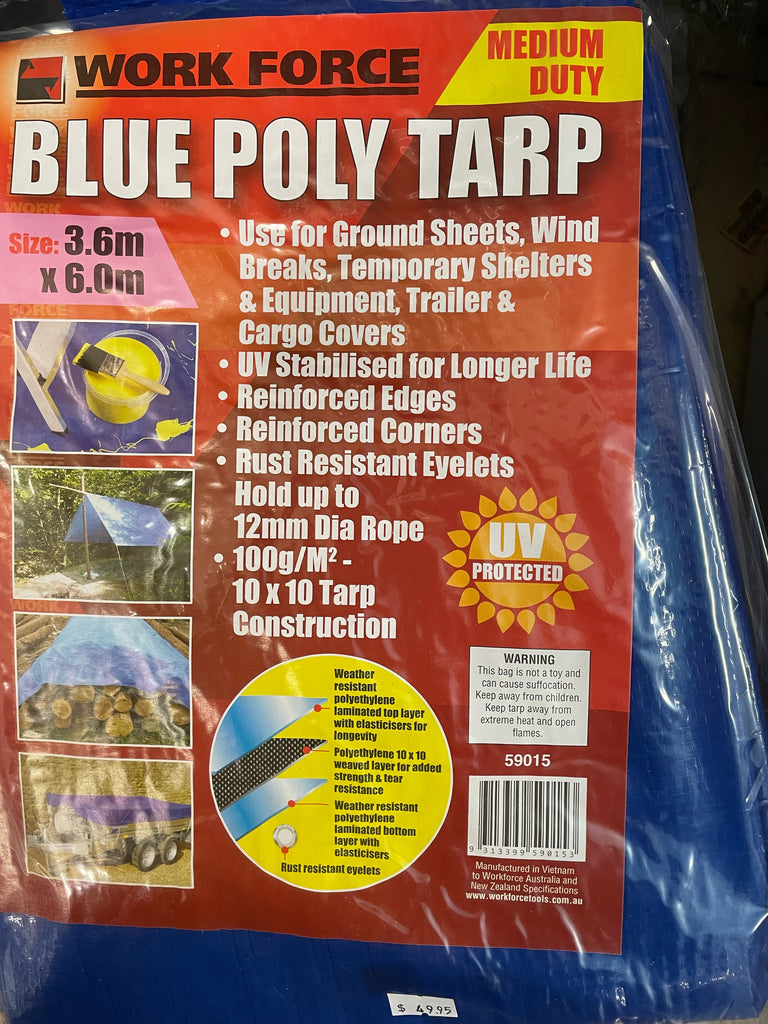 WORK FORCE
MEDIUM
DUTY
BLUE POLY TARP
Size: 3.6m
x 6.0m
• Use for Ground Sheets, Wind
Breaks, Temporary Shelters
& Equipment, Trailer &
Cargo Covers
• UV Stabilised for Longer Life
• Reinforced Edges
• Reinforced Corners
• Rust Resistant Eyelets
Hold up to
12mm Dia Rope
• 100g/M² -
10 x 10 Tarp
Construction
UV
PROTECTED
Weather
resistant
polyethylene
laminated top layer
with elasticisers for
longevity
Polyethylene 10 x 10
weaved layer for added
strength & tear
resistance
Weather resistant
polyethylene
laminated bottom
layer with
elasticisers
Rust resistant eyelets
WARNING
This bag is not a toy and
can cause suffocation.
Keep away from children.
Keep tarp away from
extreme heat and open
flames.
59015
9 313399 590153
Manufactured in Vietnam
to Workforce Australia and
New Zealand Specifications
www.workforcetools.com.au
$ 49.95